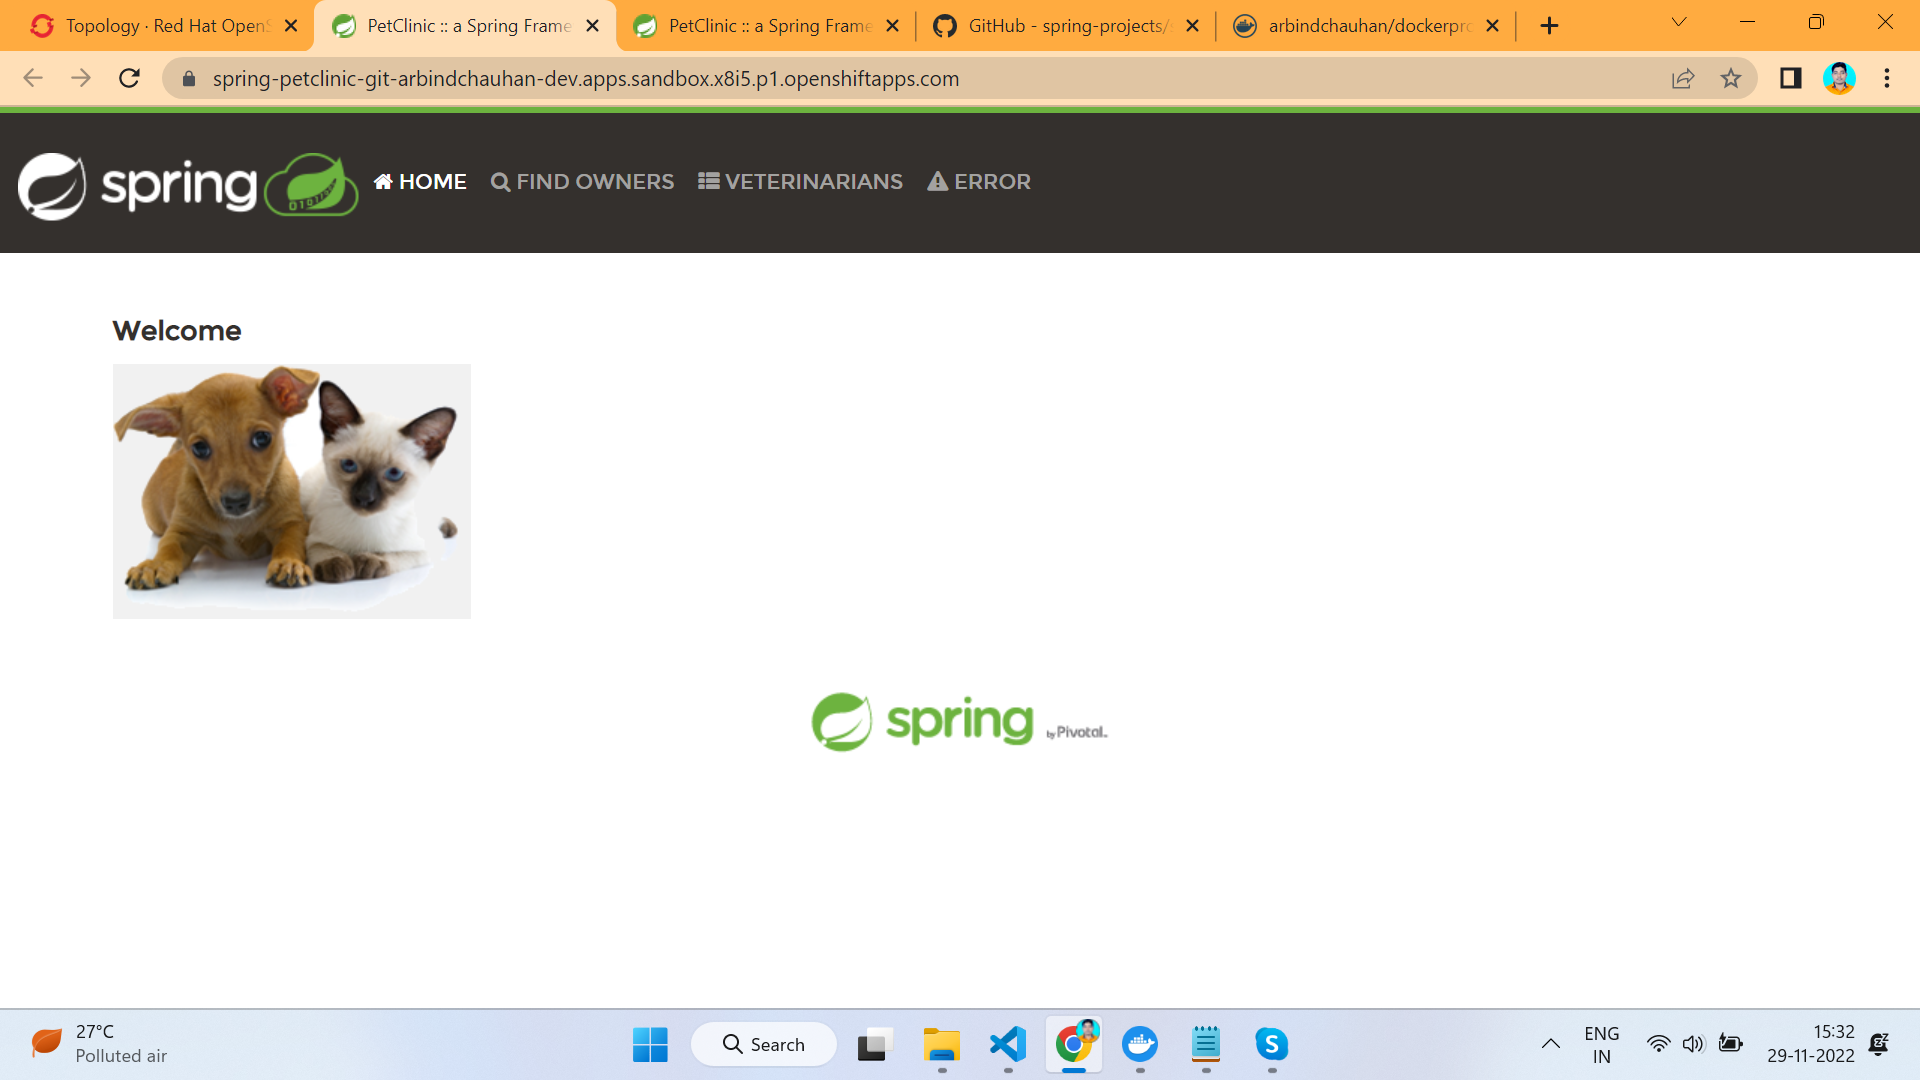 Topology · Red Hat OpenS
PetClinic :: a Spring Frame
PetClinic :: a Spring Frame
GitHub - spring-projects/s
arbindchauhan/dockerpro
spring-petclinic-git-arbindchauhan-dev.apps.sandbox.x8i5.p1.openshiftapps.com
spring
HOME
FIND OWNERS
VETERINARIANS
ERROR
Welcome
spring by Pivotal
27°C
Polluted air
Search
ENG
IN
15:32
29-11-2022